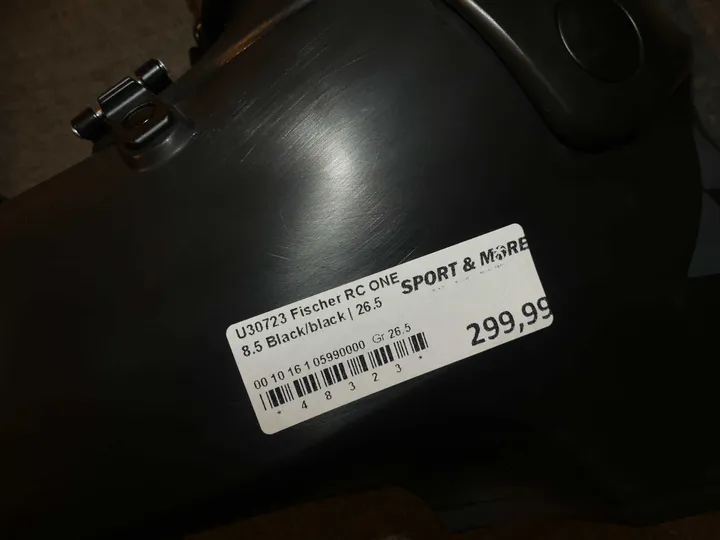 U30723 Fischer RC ONE
8.5 Black/black | 26.5
SPORT & MORE
00 10 16 1 05990000 Gr 26.5
* 4 8 3 2 3 *
299,99